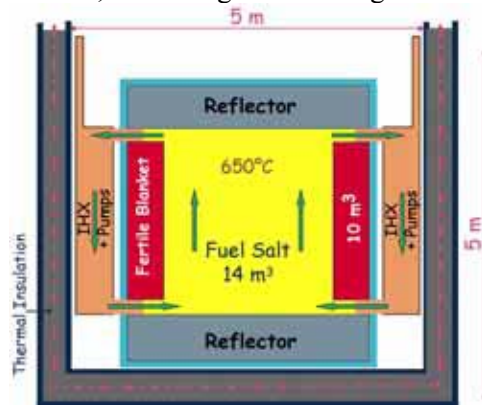 5 m
Reflector
650°C
Fertile Blanket
10 m³
IHX
+ Pumps
IHX
+ Pumps
Fuel Salt
14 m³
5 m
Thermal Insulation
Reflector